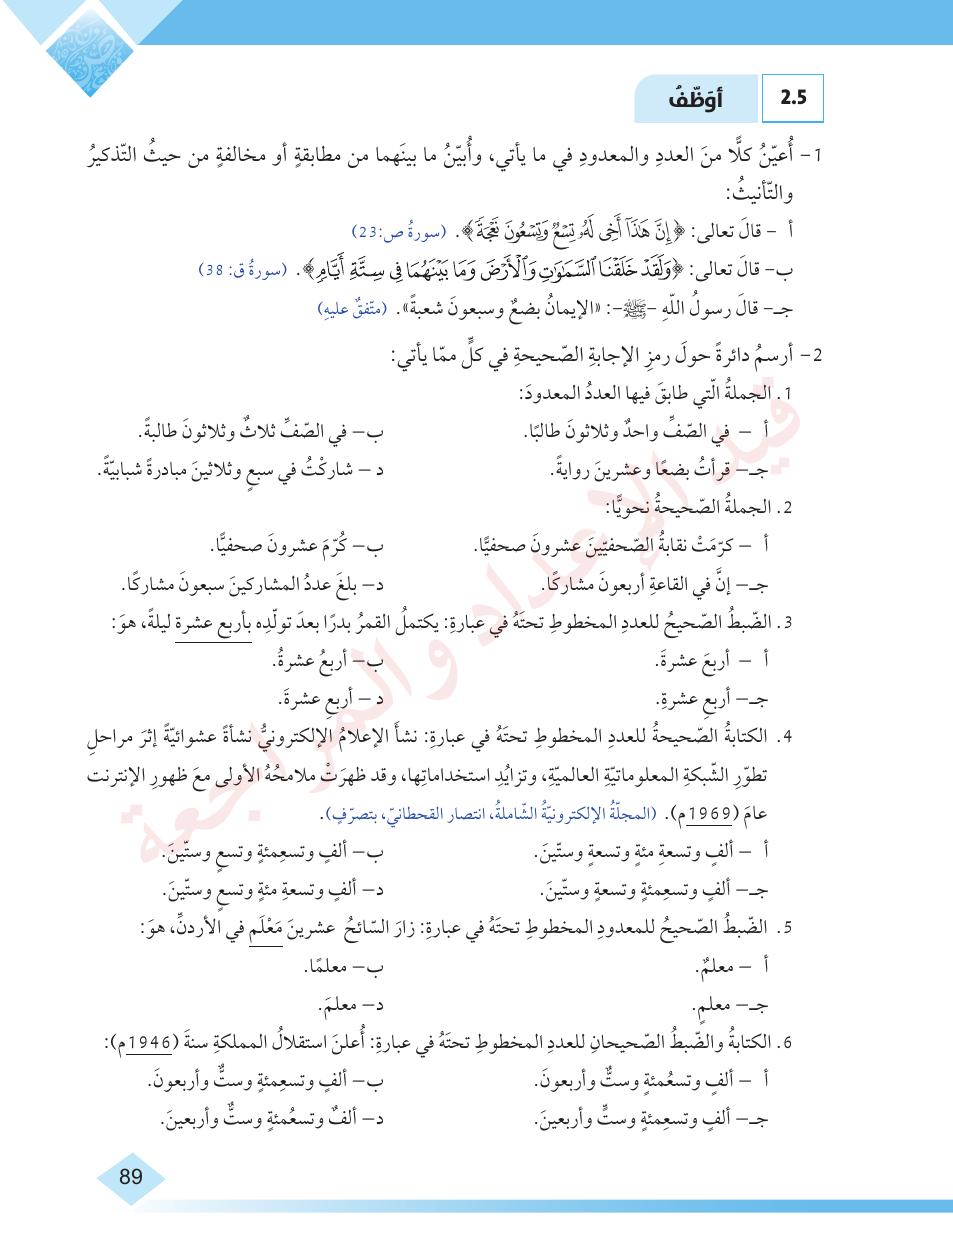 2.5 أوَظّفُ
1- أُعيّنُ كلًّا منَ العددِ والمعدودِ في ما يأتي، وأُبيّنُ ما بينَهما من مطابقةٍ أو مخالفةٍ من حيثُ التّذكيرُ
والتّأنيثُ:
أ - قالَ تعالى: ﴿إِنَّ هَٰذَآ أَخِى لَهُۥ تِسْعٌ وَتِسْعُونَ نَعْجَةً﴾. (سورةُ ص:23)
ب- قالَ تعالى: ﴿وَلَقَدْ خَلَقْنَا ٱلسَّمَٰوَٰتِ وَٱلْأَرْضَ وَمَا بَيْنَهُمَا فِى سِتَّةِ أَيَّامٍ﴾. (سورةُ ق: 38)
جـ- قالَ رسولُ اللّهِ -ﷺ-: «الإيمانُ بضعٌ وسبعونَ شعبةً». (متّفقٌ عليهِ)
2- أرسمُ دائرةً حولَ رمزِ الإجابةِ الصّحيحةِ في كلٍّ ممّا يأتي:
1. الجملةُ الّتي طابقَ فيها العددُ المعدودَ:
أ - في الصّفِّ واحدٌ وثلاثونَ طالبًا. ب- في الصّفِّ ثلاثٌ وثلاثونَ طالبةً.
جـ- قرأتُ بضعًا وعشرينَ روايةً. د - شاركْتُ في سبعٍ وثلاثينَ مبادرةً شبابيّةً.
2. الجملةُ الصّحيحةُ نحويًّا:
أ - كرّمَتْ نقابةُ الصّحفيّينَ عشرونَ صحفيًّا. ب- كُرّمَ عشرونَ صحفيًّا.
جـ- إنَّ في القاعةِ أربعونَ مشاركًا. د- بلغَ عددُ المشاركينَ سبعونَ مشاركًا.
3. الضّبطُ الصّحيحُ للعددِ المخطوطِ تحتَهُ في عبارةِ: يكتملُ القمرُ بدرًا بعدَ تولّدِه بأربع عشرة ليلةً، هوَ:
أ - أربعَ عشرةَ. ب- أربعُ عشرةُ.
جـ- أربعِ عشرةِ. د - أربعِ عشرةَ.
4. الكتابةُ الصّحيحةُ للعددِ المخطوطِ تحتَهُ في عبارةِ: نشأَ الإعلامُ الإلكترونيُّ نشأةً عشوائيّةً إثرَ مراحلِ
تطوّرِ الشّبكةِ المعلوماتيّةِ العالميّةِ، وتزايُدِ استخداماتِها، وقد ظهرَتْ ملامحُهُ الأولى معَ ظهورِ الإنترنت
عامَ (1969م). (المجلّةُ الإلكترونيّةُ الشّاملةُ، انتصار القحطانيّ، بتصرّفٍ).
أ - ألفٍ وتسعةِ مئةٍ وتسعةٍ وستّينَ. ب- ألفٍ وتسعِمئةٍ وتسعٍ وستّينَ.
جـ- ألفٍ وتسعِمئةٍ وتسعةٍ وستّينَ. د- ألفٍ وتسعةِ مئةٍ وتسعٍ وستّينَ.
5. الضّبطُ الصّحيحُ للمعدودِ المخطوطِ تحتَهُ في عبارةِ: زارَ السّائحُ عشرينَ مَعْلَم في الأردنِّ، هوَ:
أ - معلمٌ. ب- معلمًا.
جـ- معلمٍ. د- معلمَ.
6. الكتابةُ والضّبطُ الصّحيحانِ للعددِ المخطوطِ تحتَهُ في عبارةِ: أُعلنَ استقلالُ المملكةِ سنةَ (1946م):
أ - ألفٍ وتسعُمئةٍ وستٌّ وأربعونَ. ب- ألفٍ وتسعِمئةٍ وستٌّ وأربعونَ.
جـ- ألفٍ وتسعِمئةٍ وستٍّ وأربعينَ. د- ألفٌ وتسعُمئةٍ وستٌّ وأربعينَ.
قيد الإعداد والمراجعة
89